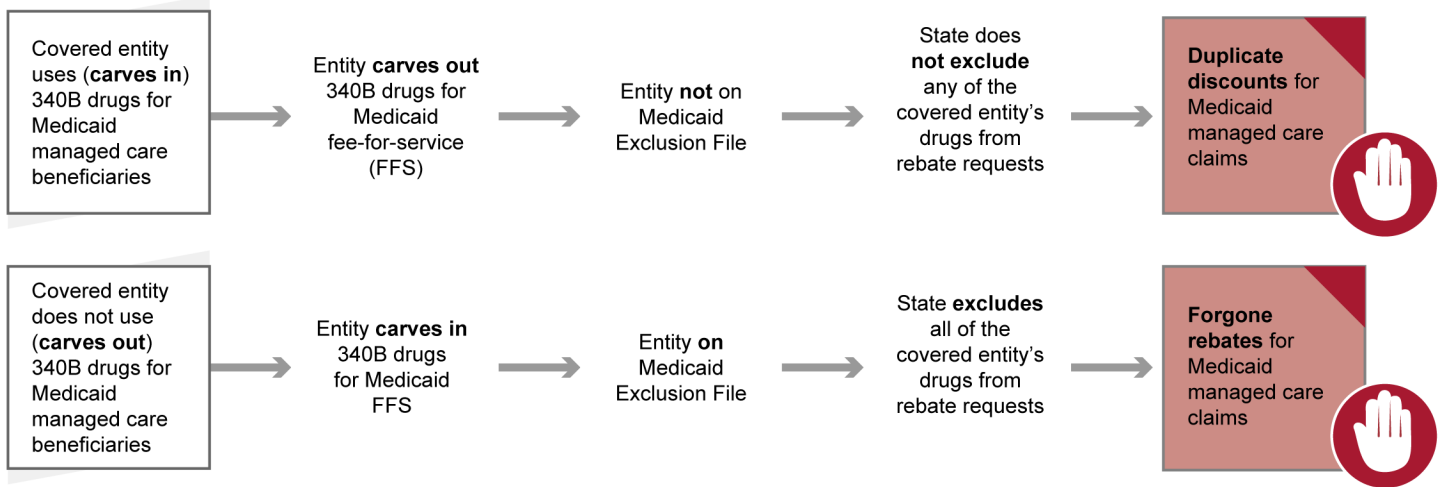 Covered entity
uses (carves in)
340B drugs for
Medicaid
managed care
beneficiaries
Entity carves out
340B drugs for
Medicaid
fee-for-service
(FFS)
Entity not on
Medicaid
Exclusion File
State does
not exclude
any of the
covered entity’s
drugs from
rebate requests
Duplicate
discounts for
Medicaid
managed care
claims
Covered entity
does not use
(carves out)
340B drugs for
Medicaid
managed care
beneficiaries
Entity carves in
340B drugs
for Medicaid
FFS
Entity on
Medicaid
Exclusion File
State excludes
all of the
covered entity’s
drugs from
rebate requests
Forgone
rebates for
Medicaid
managed care
claims